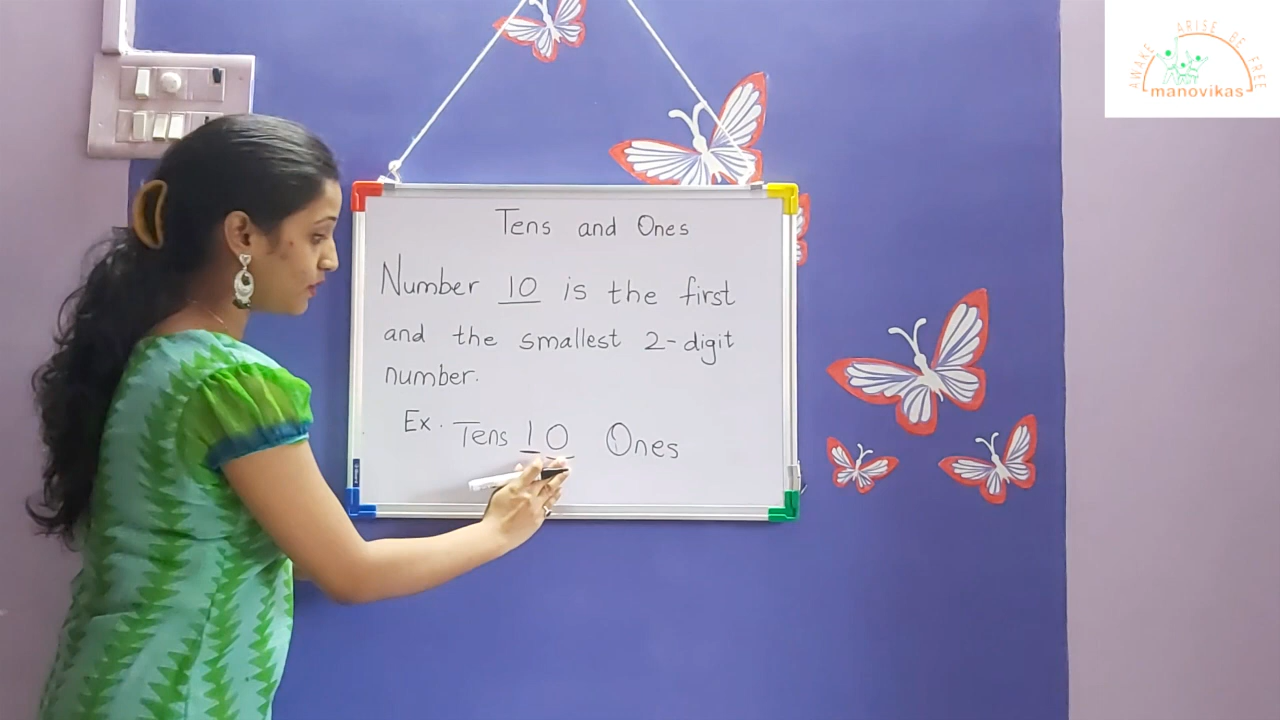 AWAKE ARISE BE FREE
manovikas
Tens and Ones
Number 10 is the first
and the smallest 2-digit
number.
Ex. Tens 10 Ones